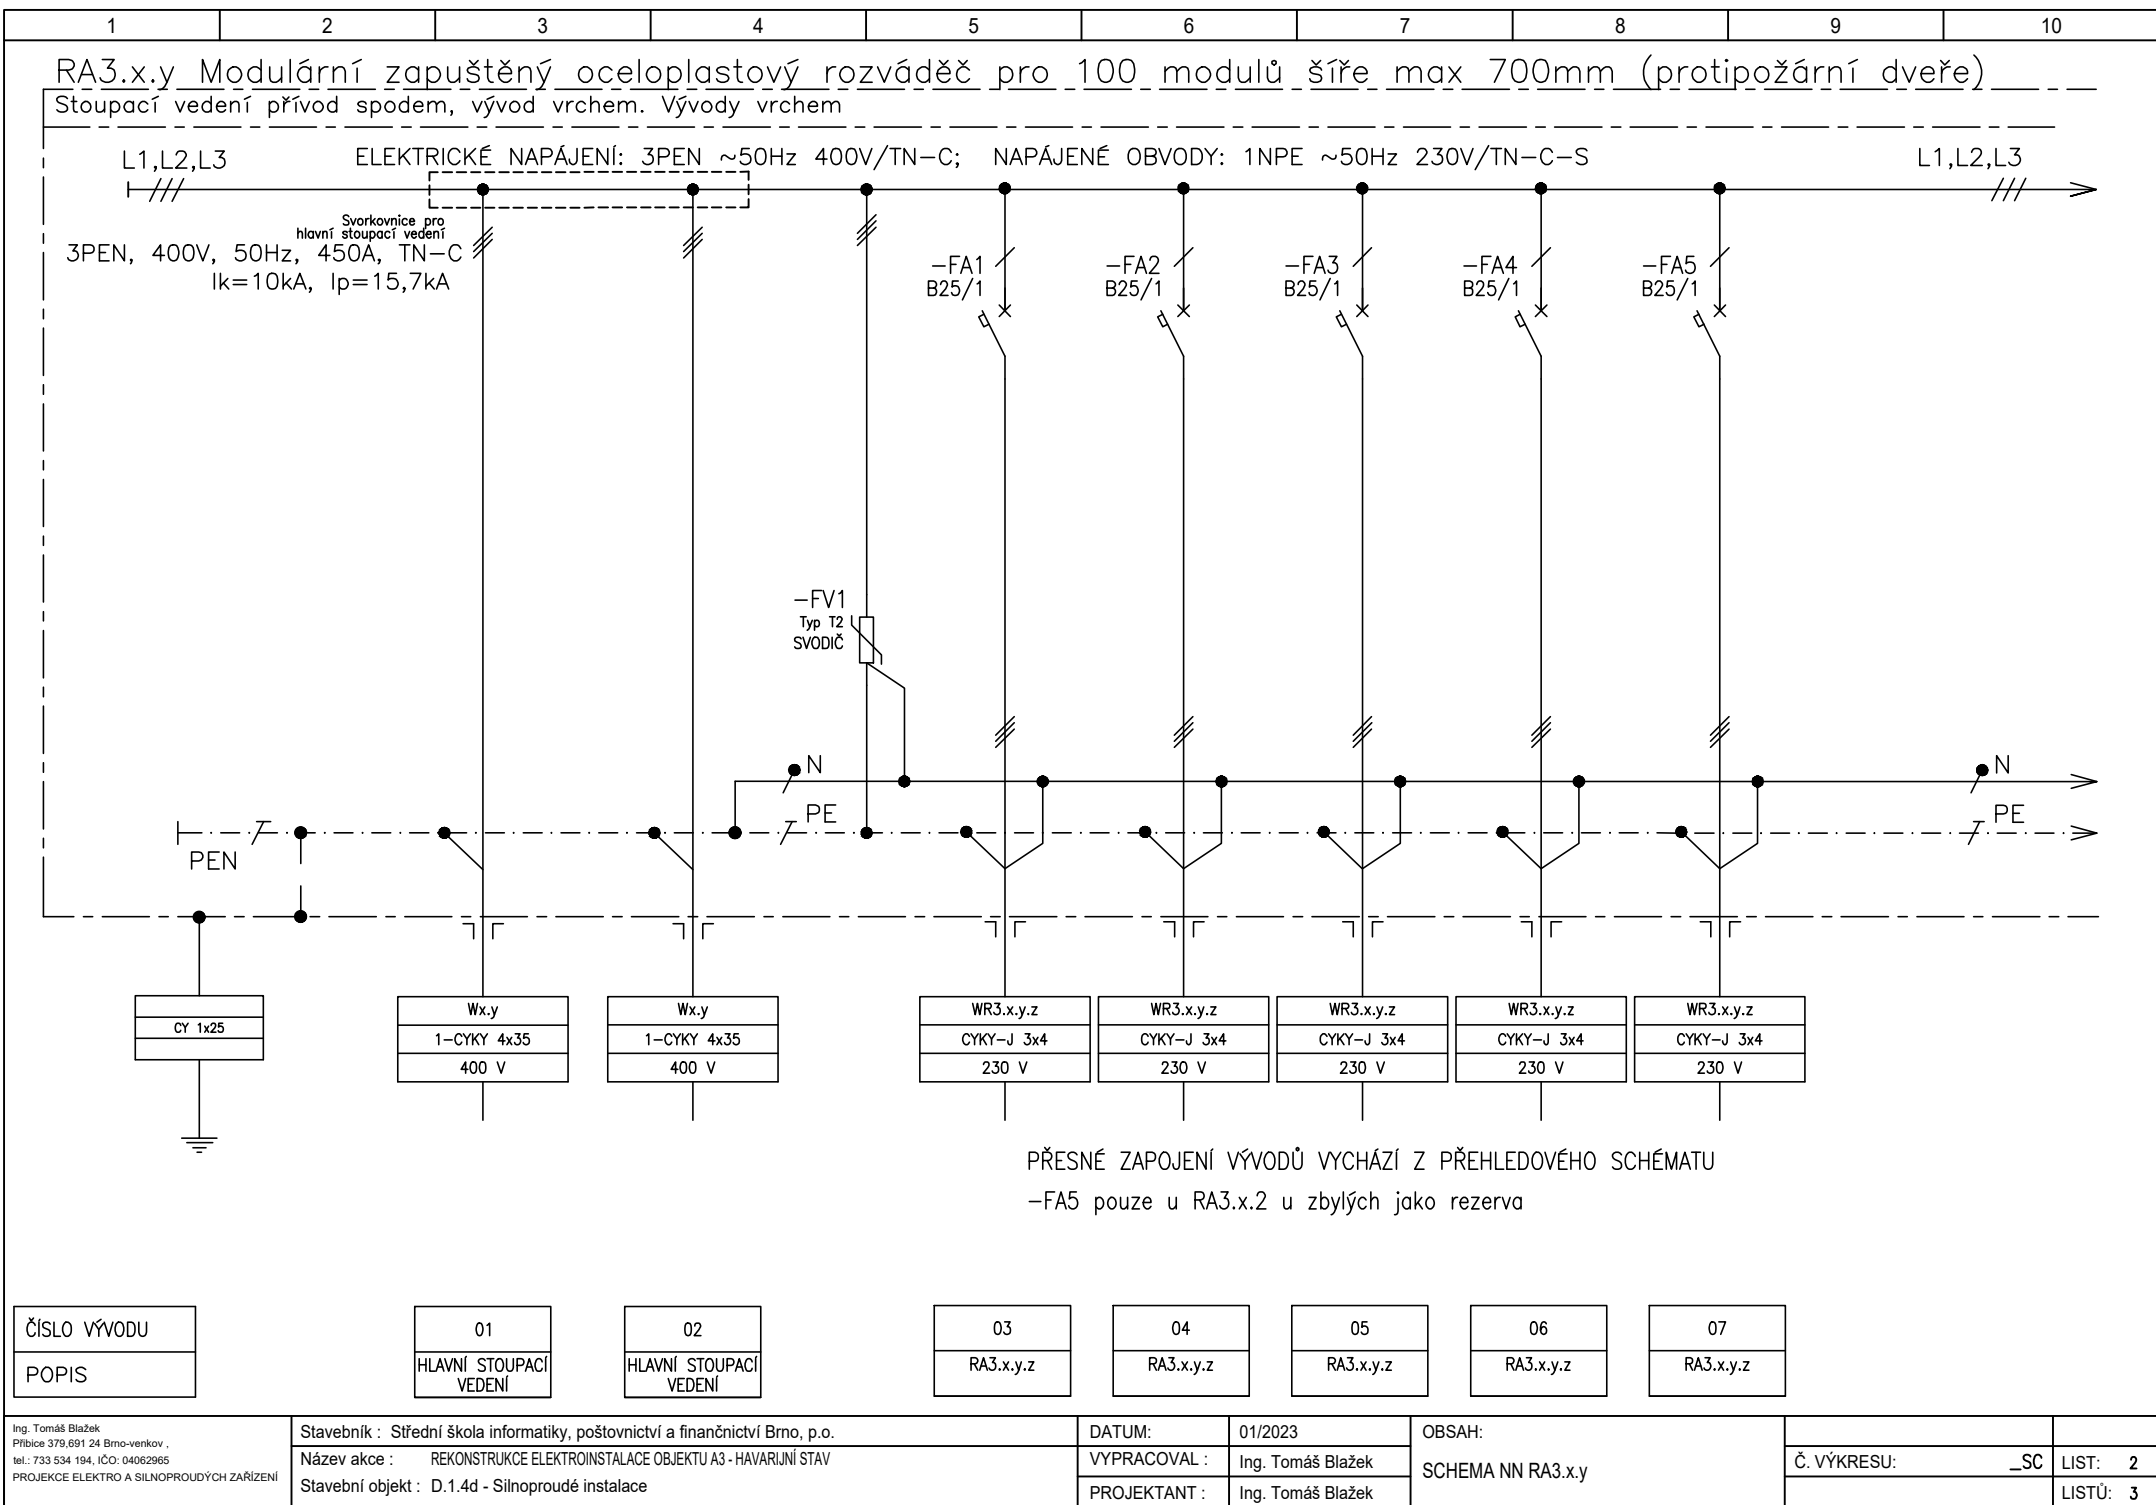 1 2 3 4 5 6 7 8 9 10
RA3.x.y Modulární zapuštěný oceloplastový rozváděč pro 100 modulů šíře max 700mm (protipožární dveře)
Stoupací vedení přívod spodem, vývod vrchem. Vývody vrchem
L1,L2,L3 ELEKTRICKÉ NAPÁJENÍ: 3PEN ~50Hz 400V/TN-C; NAPÁJENÉ OBVODY: 1NPE ~50Hz 230V/TN-C-S L1,L2,L3
Svorkovnice pro
hlavní stoupací vedení
3PEN, 400V, 50Hz, 450A, TN-C
Ik=10kA, Ip=15,7kA
-FA1 -FA2 -FA3 -FA4 -FA5
B25/1 B25/1 B25/1 B25/1 B25/1
-FV1
Typ T2
SVODIČ
N N
PE PE
PEN
Wx.y Wx.y WR3.x.y.z WR3.x.y.z WR3.x.y.z WR3.x.y.z WR3.x.y.z
CY 1x25 1-CYKY 4x35 1-CYKY 4x35 CYKY-J 3x4 CYKY-J 3x4 CYKY-J 3x4 CYKY-J 3x4 CYKY-J 3x4
400 V 400 V 230 V 230 V 230 V 230 V 230 V
PŘESNÉ ZAPOJENÍ VÝVODŮ VYCHÁZÍ Z PŘEHLEDOVÉHO SCHÉMATU
-FA5 pouze u RA3.x.2 u zbylých jako rezerva
ČÍSLO VÝVODU 01 02 03 04 05 06 07
POPIS HLAVNÍ STOUPACÍ HLAVNÍ STOUPACÍ RA3.x.y.z RA3.x.y.z RA3.x.y.z RA3.x.y.z RA3.x.y.z
VEDENÍ VEDENÍ
Ing. Tomáš Blažek
Přibice 379,691 24 Brno-venkov ,
tel.: 733 534 194, IČO: 04062965
PROJEKCE ELEKTRO A SILNOPROUDÝCH ZAŘÍZENÍ
Stavebník : Střední škola informatiky, poštovnictví a finančnictví Brno, p.o.
Název akce : REKONSTRUKCE ELEKTROINSTALACE OBJEKTU A3 - HAVARIJNÍ STAV
Stavební objekt : D.1.4d - Silnoproudé instalace
DATUM: 01/2023
VYPRACOVAL : Ing. Tomáš Blažek
PROJEKTANT : Ing. Tomáš Blažek
OBSAH:
SCHEMA NN RA3.x.y
Č. VÝKRESU: _SC
LIST: 2
LISTŮ: 3